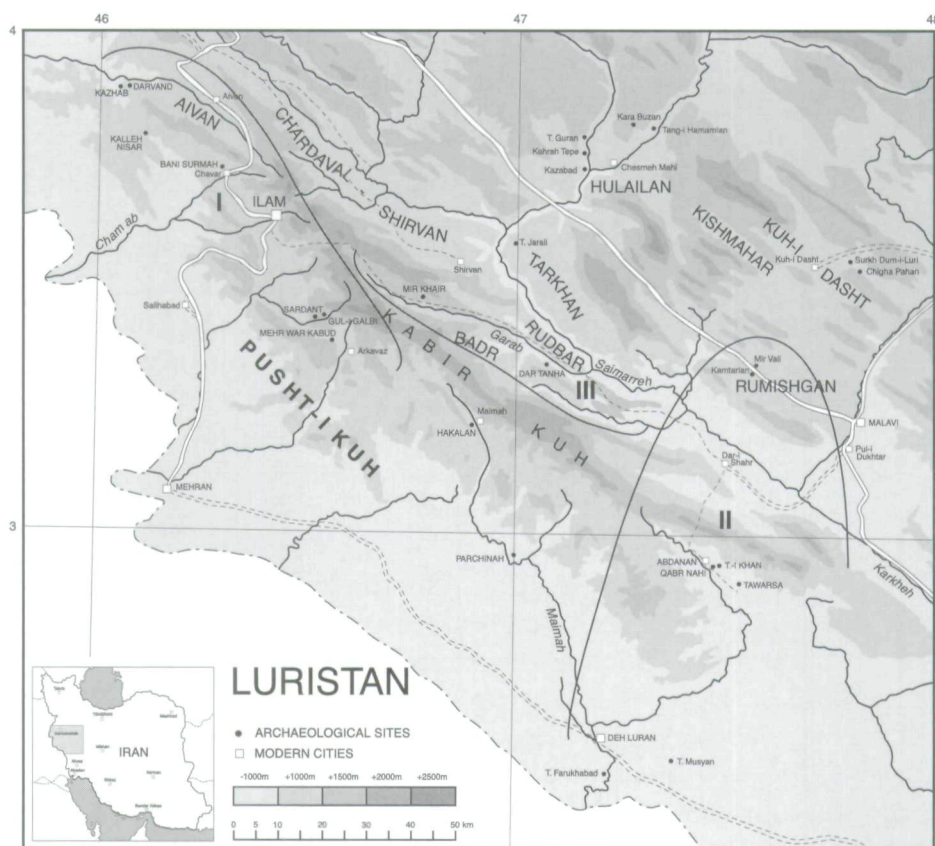 46
47
48
4
KAZHAB
DARVAND
Aivan
AIVAN
CHARDAVAL
KALLEH
NISAR
BANI SURMAH
Chavar
I
ILAM
Cham ab
SHIRVAN
Shirvan
Kara Buzan
Tang-i Hamamian
T. Guran
Kahrah Tepe
Kazabad
Chasmeh Mahi
HULAILAN
KUH-I
DASHT
KISHMAHAR
Kuh-i Dasht
Surkh Dum-i-Luri
Chigha Pahan
T. Jarali
TARKHAN
MIR KHAIR
Salihabad
SARDANT
GUL-i GALBI
MEHR WAR KABUD
Arkavaz
KABIR
KUH
BADR
Garab
RUDBAR
Saimarreh
DAR TANHA
III
Mir Vali
Kamtarlan
RUMISHGAN
PUSHT-I KUH
Maimah
HAKALAN
MALAVI
Pul-i
Dukhtar
Dar-i
Shahr
MEHRAN
3
II
PARCHINAH
ABDANAN
QABR NAHI
T.-I KHAN
TAWARSA
Karkheh
Maimah
LURISTAN
ARCHAEOLOGICAL SITES
MODERN CITIES
-1000m +1000m +1500m +2000m +2500m
0 5 10 20 30 40 50 km
IRAN
DEH LURAN
T. Farukhabad
T. Musyan